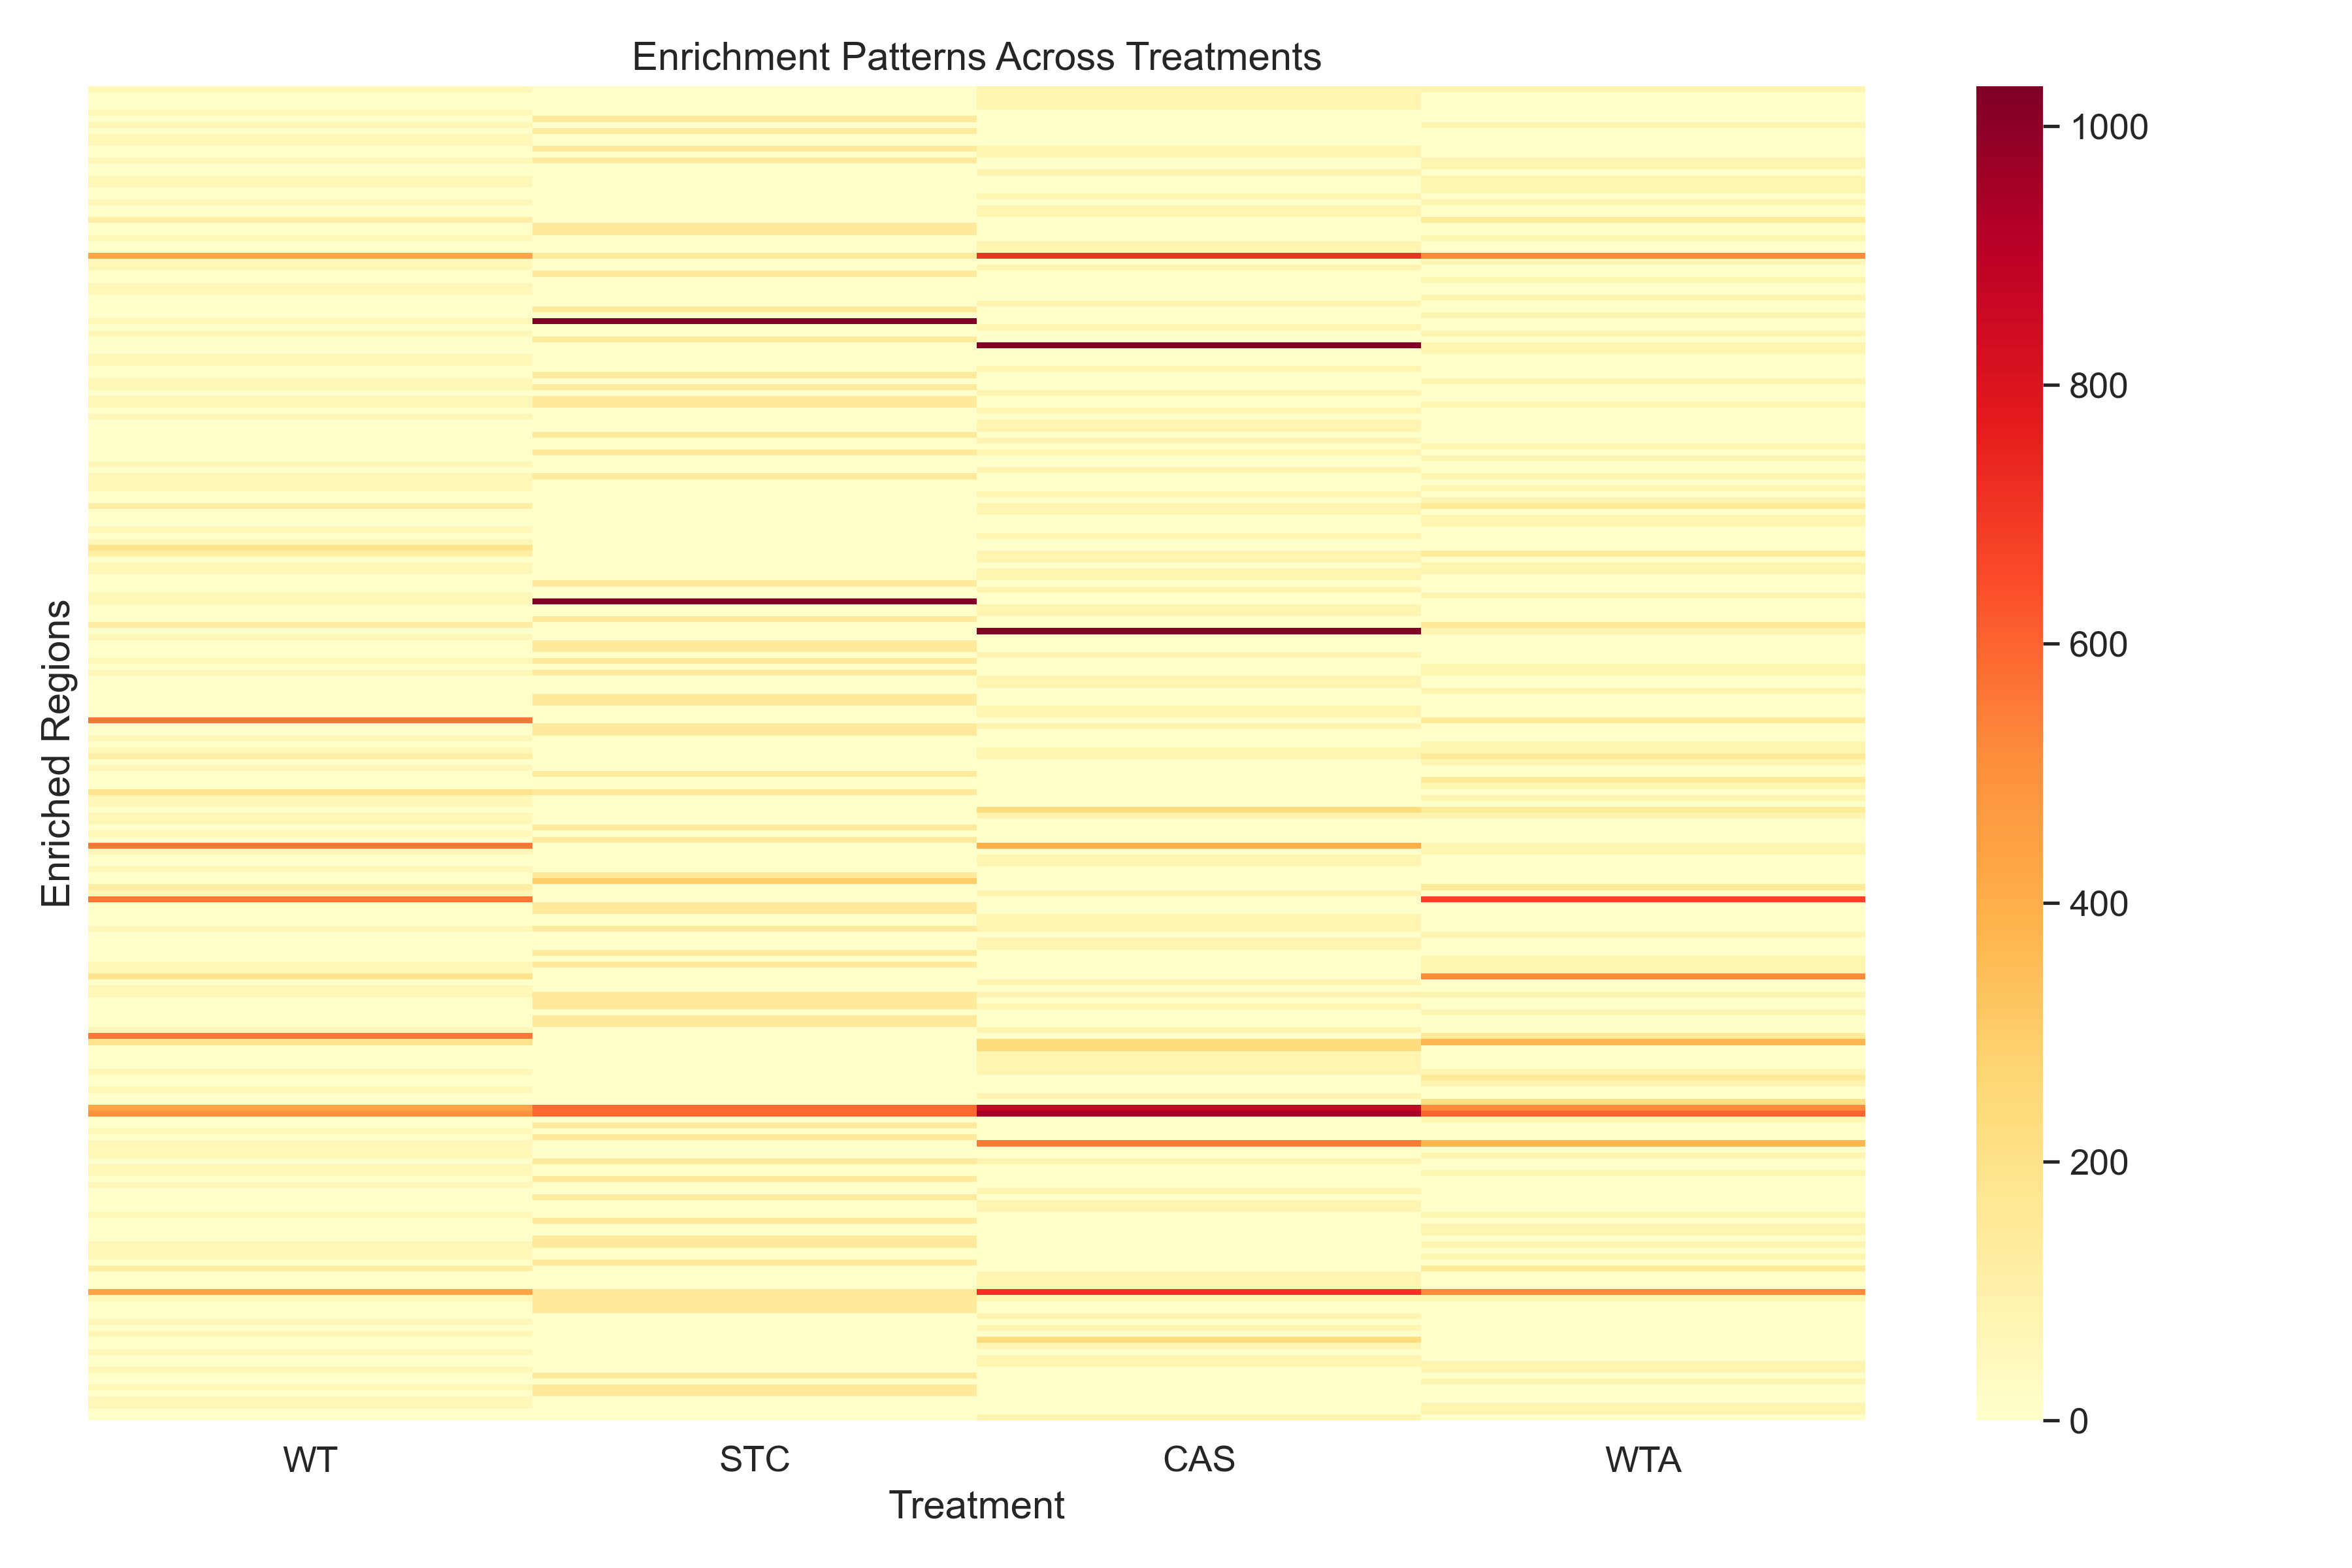 Enrichment Patterns Across Treatments
Enriched Regions
1000
800
600
400
200
0
WT STC CAS WTA
Treatment